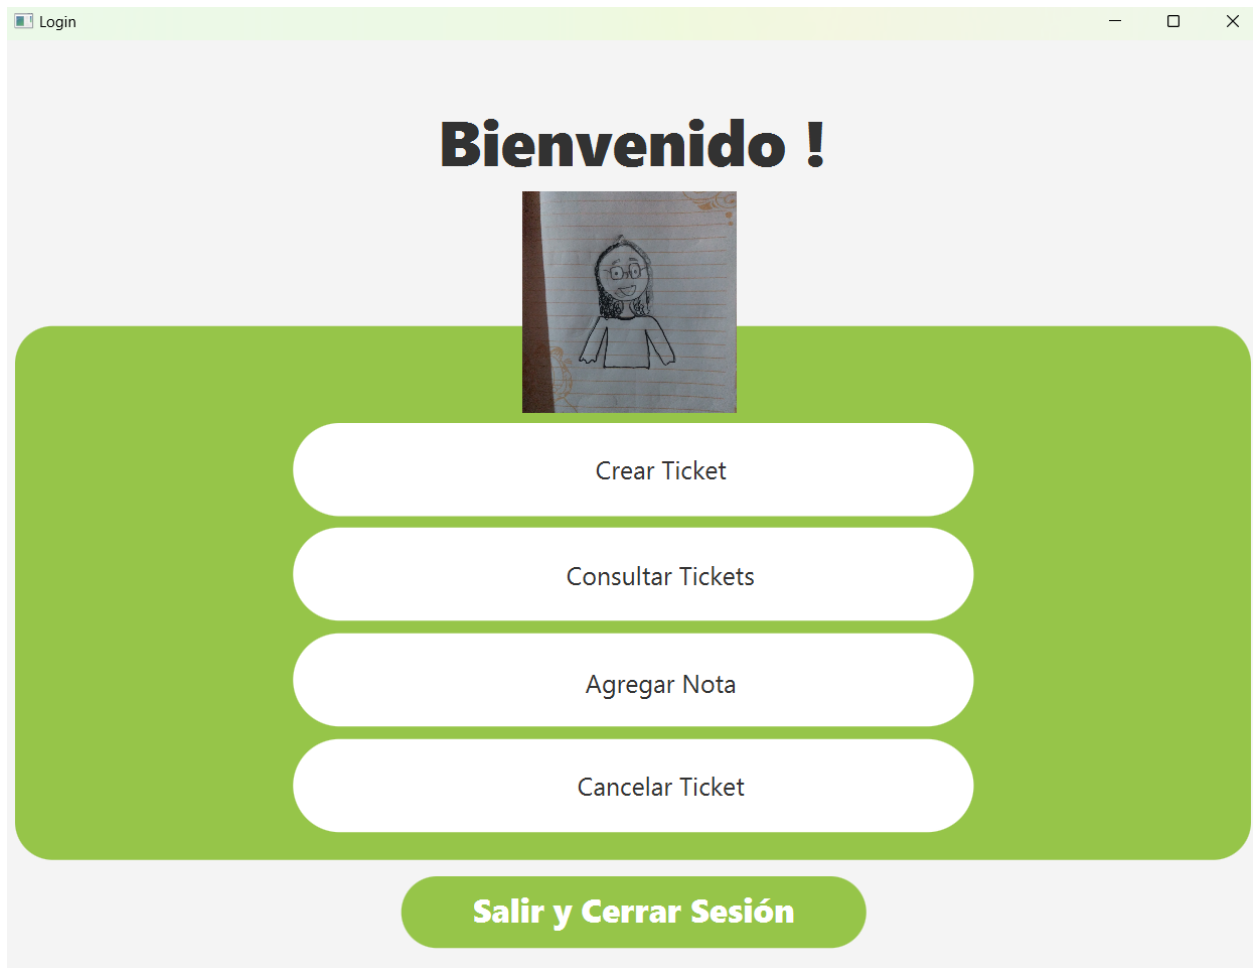 Login
Bienvenido !
Crear Ticket
Consultar Tickets
Agregar Nota
Cancelar Ticket
Salir y Cerrar Sesión